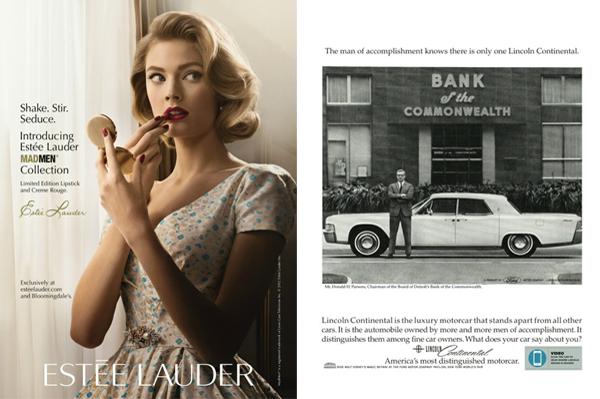 Shake. Stir.
Seduce.
Introducing
Estée Lauder
MADMEN
Collection
Limited Edition Lipstick
and Creme Rouge.
Estée Lauder
Exclusively at
esteelauder.com
and Bloomingdale's.
ESTĒE LAUDER
The man of accomplishment knows there is only one Lincoln Continental.
BANK
of the
COMMONWEALTH
Ford
Mr. Donald H. Parsons, Chairman of the Board of Detroit's Bank of the Commonwealth.
Lincoln Continental is the luxury motorcar that stands apart from all other
cars. It is the automobile owned by more and more men of accomplishment. It
distinguishes them among fine car owners. What does your car say about you?
LINCOLN Continental
America's most distinguished motorcar.
VIDEO